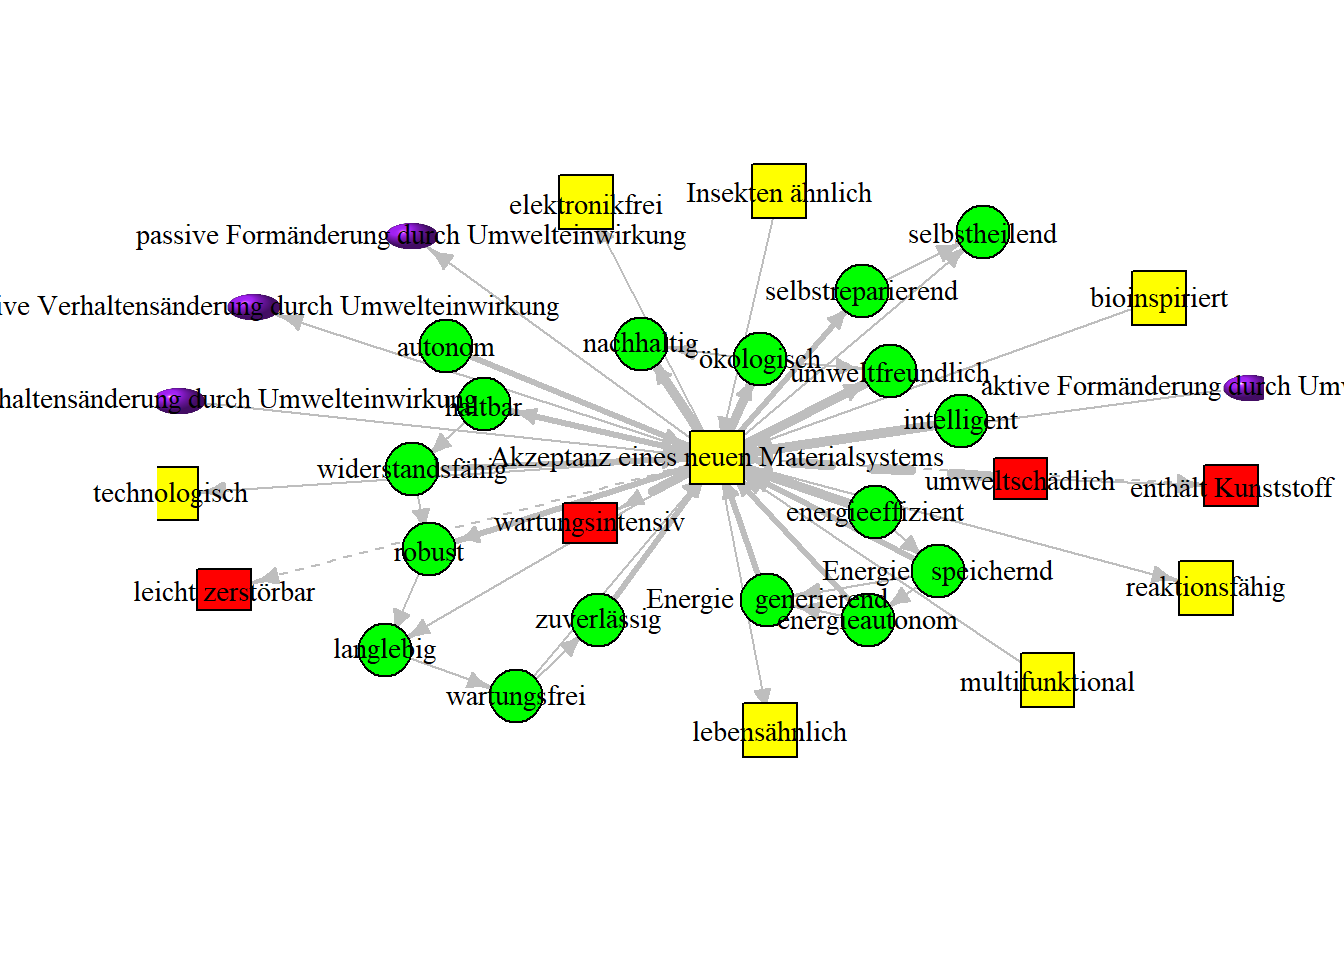 Insekten ähnlich
elektronikfrei
passive Formänderung durch Umwelteinwirkung
selbstheilend
selbstreparierend
bioinspiriert
ive Verhaltensänderung durch Umwelteinwirkung
autonom
nachhaltig
ökologisch
umweltfreundlich
aktive Formänderung durch Um
haltensänderung durch Umwelteinwirkung
haltbar
intelligent
Akzeptanz eines neuen Materialsystems
widerstandsfähig
umweltschädlich
enthält Kunststoff
technologisch
energieeffizient
wartungsintensiv
robust
Energie speichernd
reaktionsfähig
leicht zerstörbar
Energie generierend
energieautonom
zuverlässig
langlebig
multifunktional
wartungsfrei
lebensähnlich